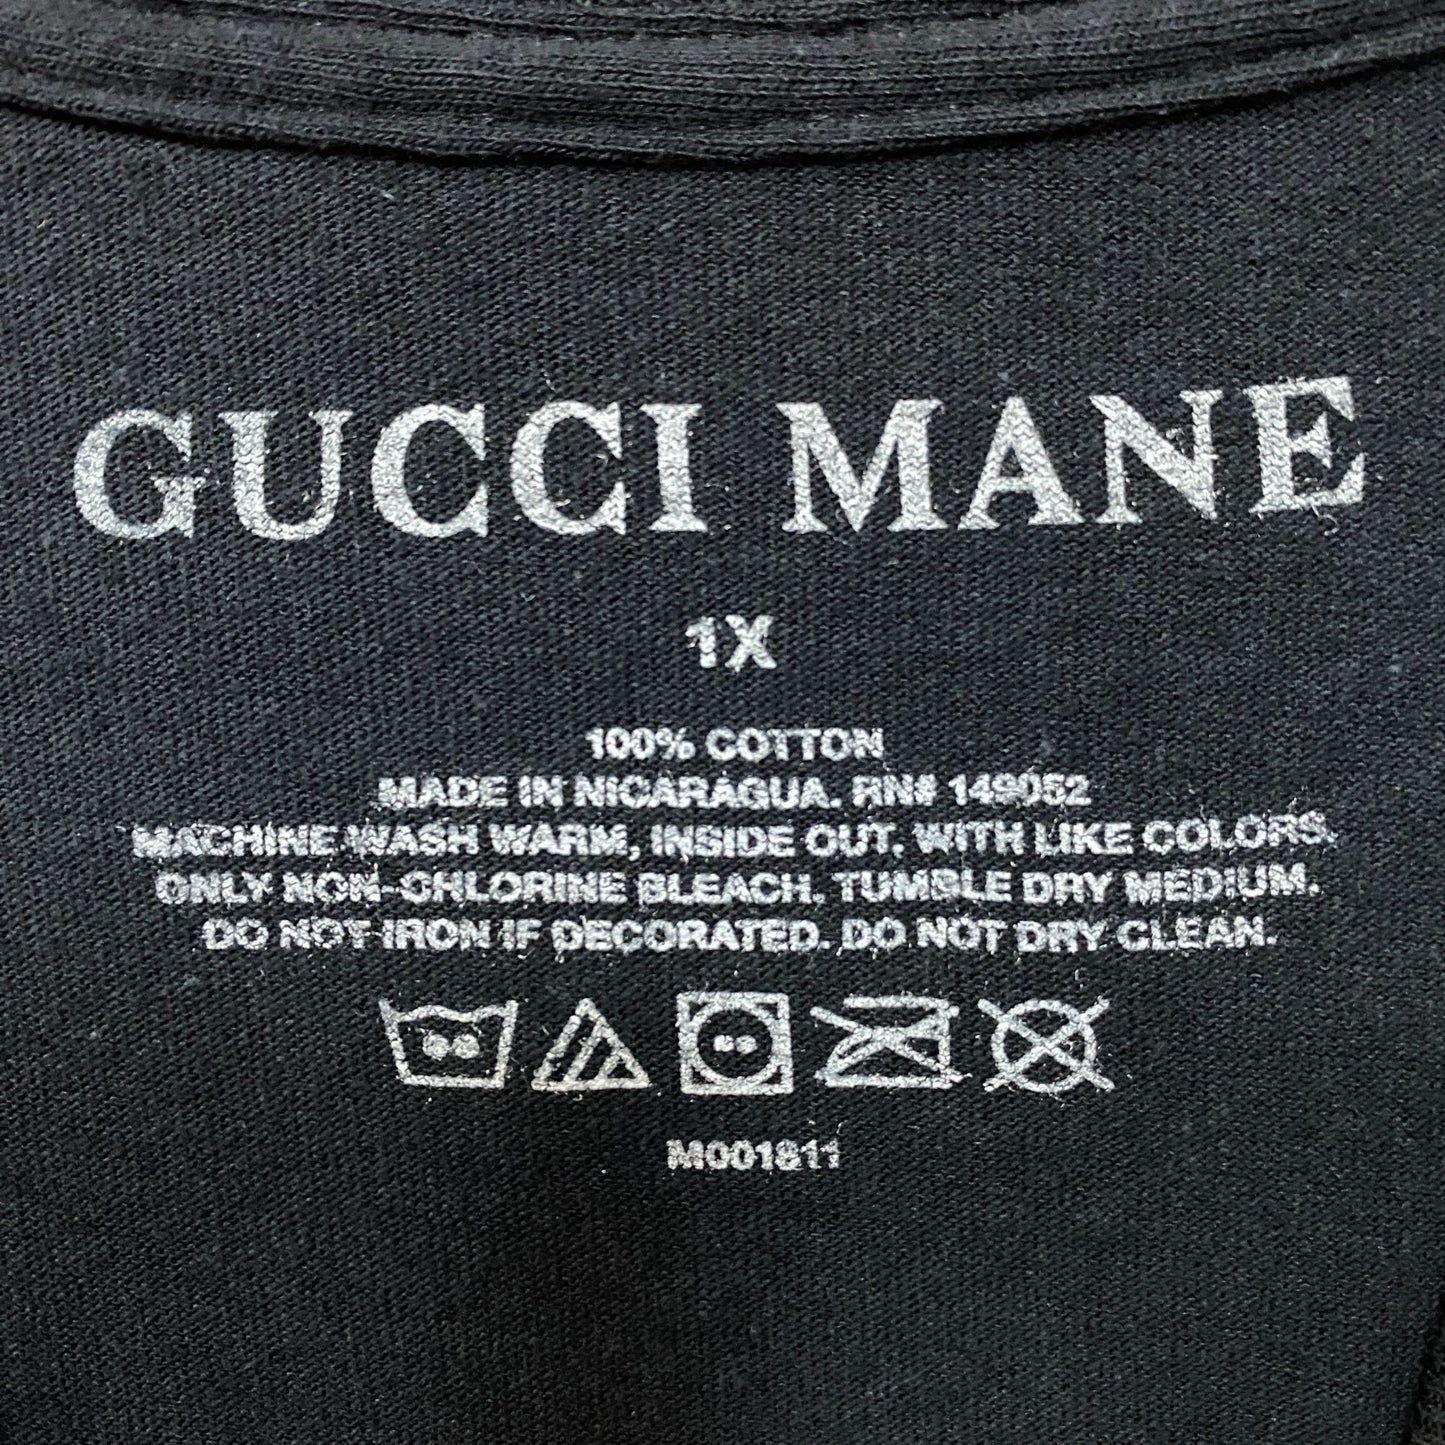 GUCCI MANE
1X
100% COTTON
MADE IN NICARAGUA. RN# 149052
MACHINE WASH WARM, INSIDE OUT, WITH LIKE COLORS.
ONLY NON-CHLORINE BLEACH. TUMBLE DRY MEDIUM.
DO NOT IRON IF DECORATED. DO NOT DRY CLEAN.
M001811